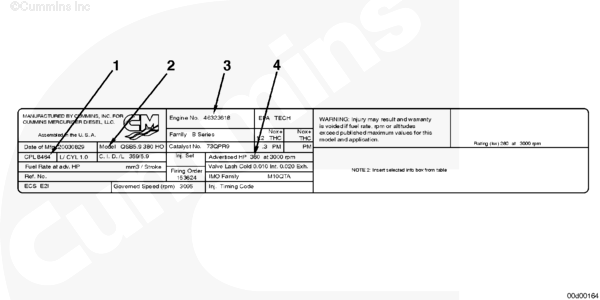 ©Cummins Inc
1 2 3 4
MANUFACTURED BY CUMMINS, INC. FOR
CUMMINS MERCRUISER DIESEL, LLC.
Assembled in the U. S. A.
Engine No. 46323618
EPA TECH
Family B Series
Nox+ THC
Nox+ THC
WARNING: Injury may result and warranty
is voided if fuel rate, rpm or altitudes
exceed published maximum values for this
model and application.
Date of Mfg 20030829
Model QSB5.9 380 HO
Catalyst No. 73QPR9
.3 PM
PM
Rating (kw) 380 at 3000 rpm
CPL 8464
L/ CYL 1.0
C. I. D. /L 359/5.9
Inj. Set
Advertised HP 380 at 3000 rpm
Fuel Rate at adv. HP
mm3 / Stroke
Firing Order
153624
Valve Lash Cold 0.010 Int. 0.020 Exh.
Ref. No.
IMO Family M10QTA
NOTE 2: Insert selected info box from table
ECS E2I
Governed Speed (rpm) 3005
Inj. Timing Code
Cummins
00d00164